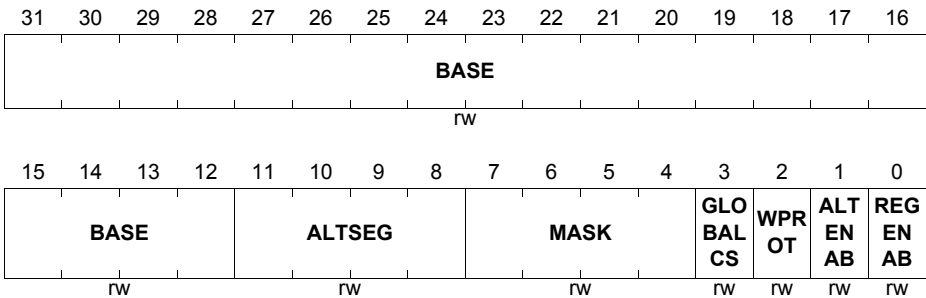 31 30 29 28 27 26 25 24 23 22 21 20 19 18 17 16
BASE
rw
15 14 13 12 11 10 9 8 7 6 5 4 3 2 1 0
BASE ALTSEG MASK GLO BAL CS WPR OT ALT EN AB REG EN AB
rw rw rw rw rw rw rw